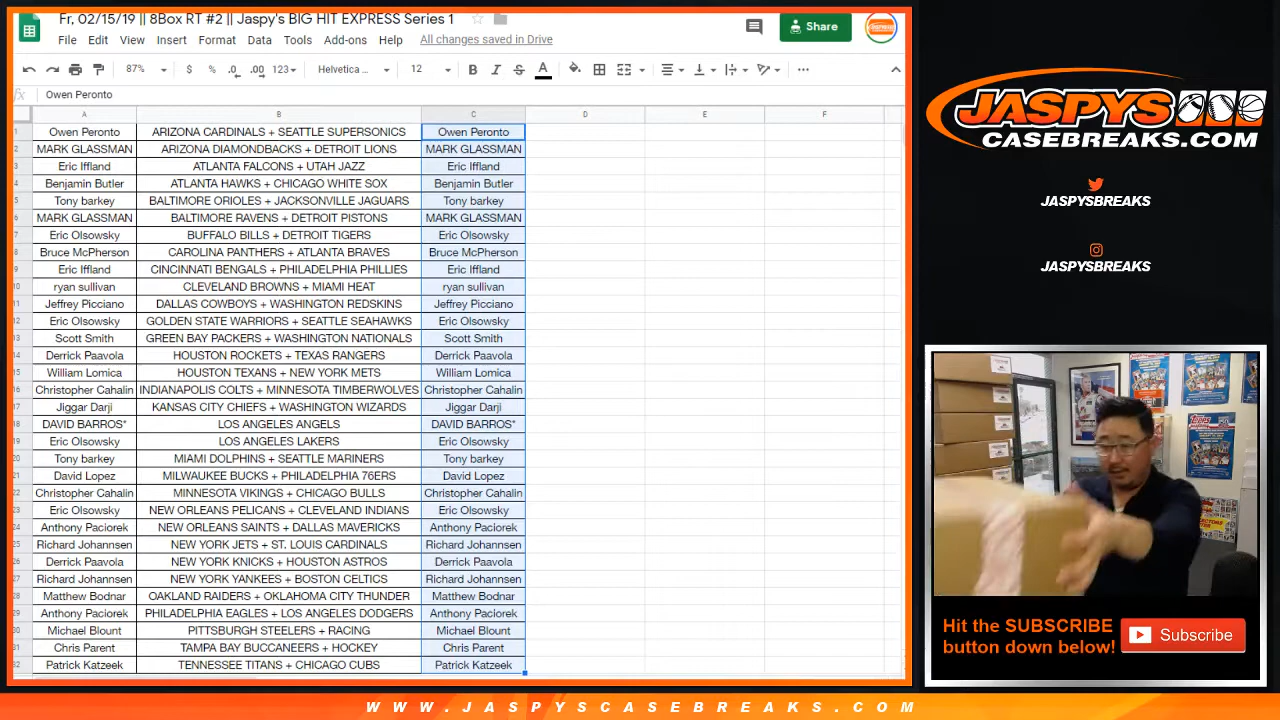 Fr, 02/15/19 || 8Box RT #2 || Jaspy's BIG HIT EXPRESS Series 1
File Edit View Insert Format Data Tools Add-ons Help All changes saved in Drive
Share
87% $ % .0 .00 123 Helvetica ... 12 B I S A
fx Owen Peronto
A B C D E F
1 Owen Peronto ARIZONA CARDINALS + SEATTLE SUPERSONICS Owen Peronto
2 MARK GLASSMAN ARIZONA DIAMONDBACKS + DETROIT LIONS MARK GLASSMAN
3 Eric Iffland ATLANTA FALCONS + UTAH JAZZ Eric Iffland
4 Benjamin Butler ATLANTA HAWKS + CHICAGO WHITE SOX Benjamin Butler
5 Tony barkey BALTIMORE ORIOLES + JACKSONVILLE JAGUARS Tony barkey
6 MARK GLASSMAN BALTIMORE RAVENS + DETROIT PISTONS MARK GLASSMAN
7 Eric Olsowsky BUFFALO BILLS + DETROIT TIGERS Eric Olsowsky
8 Bruce McPherson CAROLINA PANTHERS + ATLANTA BRAVES Bruce McPherson
9 Eric Iffland CINCINNATI BENGALS + PHILADELPHIA PHILLIES Eric Iffland
10 ryan sullivan CLEVELAND BROWNS + MIAMI HEAT ryan sullivan
11 Jeffrey Picciano DALLAS COWBOYS + WASHINGTON REDSKINS Jeffrey Picciano
12 Eric Olsowsky GOLDEN STATE WARRIORS + SEATTLE SEAHAWKS Eric Olsowsky
13 Scott Smith GREEN BAY PACKERS + WASHINGTON NATIONALS Scott Smith
14 Derrick Paavola HOUSTON ROCKETS + TEXAS RANGERS Derrick Paavola
15 William Lomica HOUSTON TEXANS + NEW YORK METS William Lomica
16 Christopher Cahalin INDIANAPOLIS COLTS + MINNESOTA TIMBERWOLVES Christopher Cahalin
17 Jiggar Darji KANSAS CITY CHIEFS + WASHINGTON WIZARDS Jiggar Darji
18 DAVID BARROS* LOS ANGELES ANGELS DAVID BARROS*
19 Eric Olsowsky LOS ANGELES LAKERS Eric Olsowsky
20 Tony barkey MIAMI DOLPHINS + SEATTLE MARINERS Tony barkey
21 David Lopez MILWAUKEE BUCKS + PHILADELPHIA 76ERS David Lopez
22 Christopher Cahalin MINNESOTA VIKINGS + CHICAGO BULLS Christopher Cahalin
23 Eric Olsowsky NEW ORLEANS PELICANS + CLEVELAND INDIANS Eric Olsowsky
24 Anthony Paciorek NEW ORLEANS SAINTS + DALLAS MAVERICKS Anthony Paciorek
25 Richard Johannsen NEW YORK JETS + ST. LOUIS CARDINALS Richard Johannsen
26 Derrick Paavola NEW YORK KNICKS + HOUSTON ASTROS Derrick Paavola
27 Richard Johannsen NEW YORK YANKEES + BOSTON CELTICS Richard Johannsen
28 Matthew Bodnar OAKLAND RAIDERS + OKLAHOMA CITY THUNDER Matthew Bodnar
29 Anthony Paciorek PHILADELPHIA EAGLES + LOS ANGELES DODGERS Anthony Paciorek
30 Michael Blount PITTSBURGH STEELERS + RACING Michael Blount
31 Chris Parent TAMPA BAY BUCCANEERS + HOCKEY Chris Parent
32 Patrick Katzeek TENNESSEE TITANS + CHICAGO CUBS Patrick Katzeek
JASPYS
CASEBREAKS.COM
JASPYSBREAKS
JASPYSBREAKS
Topps
Hit the SUBSCRIBE
button down below!
Subscribe
WWW.JASPYSCASEBREAKS.COM